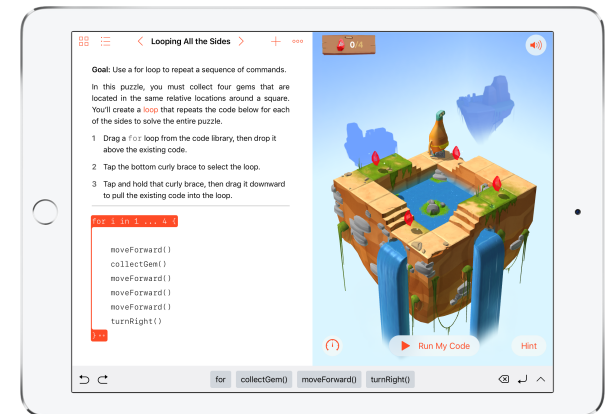 Looping All the Sides
0/4
Goal: Use a for loop to repeat a sequence of commands.
In this puzzle, you must collect four gems that are
located in the same relative locations around a square.
You'll create a loop that repeats the code below for each
of the sides to solve the entire puzzle.
1 Drag a for loop from the code library, then drop it
above the existing code.
2 Tap the bottom curly brace to select the loop.
3 Tap and hold that curly brace, then drag it downward
to pull the existing code into the loop.
for i in 1 ... 4 {
moveForward()
collectGem()
moveForward()
moveForward()
moveForward()
turnRight()
}
Run My Code
Hint
for collectGem() moveForward() turnRight()